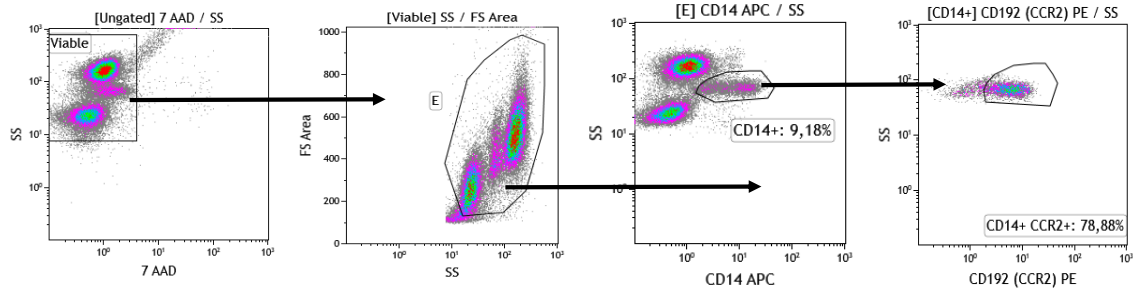 [Ungated] 7 AAD / SS
Viable
SS
10³
10²
10¹
10⁰
10⁰
10¹
10²
10³
7 AAD
[Viable] SS / FS Area
E
FS Area
1000
800
600
400
200
0
10⁰
10¹
10²
10³
SS
[E] CD14 APC / SS
SS
10³
10²
10¹
10⁰
CD14+: 9,18%
10⁰
10¹
10²
10³
CD14 APC
[CD14+] CD192 (CCR2) PE / SS
SS
10³
10²
10¹
10⁰
CD14+ CCR2+: 78,88%
10⁰
10¹
10²
10³
CD192 (CCR2) PE